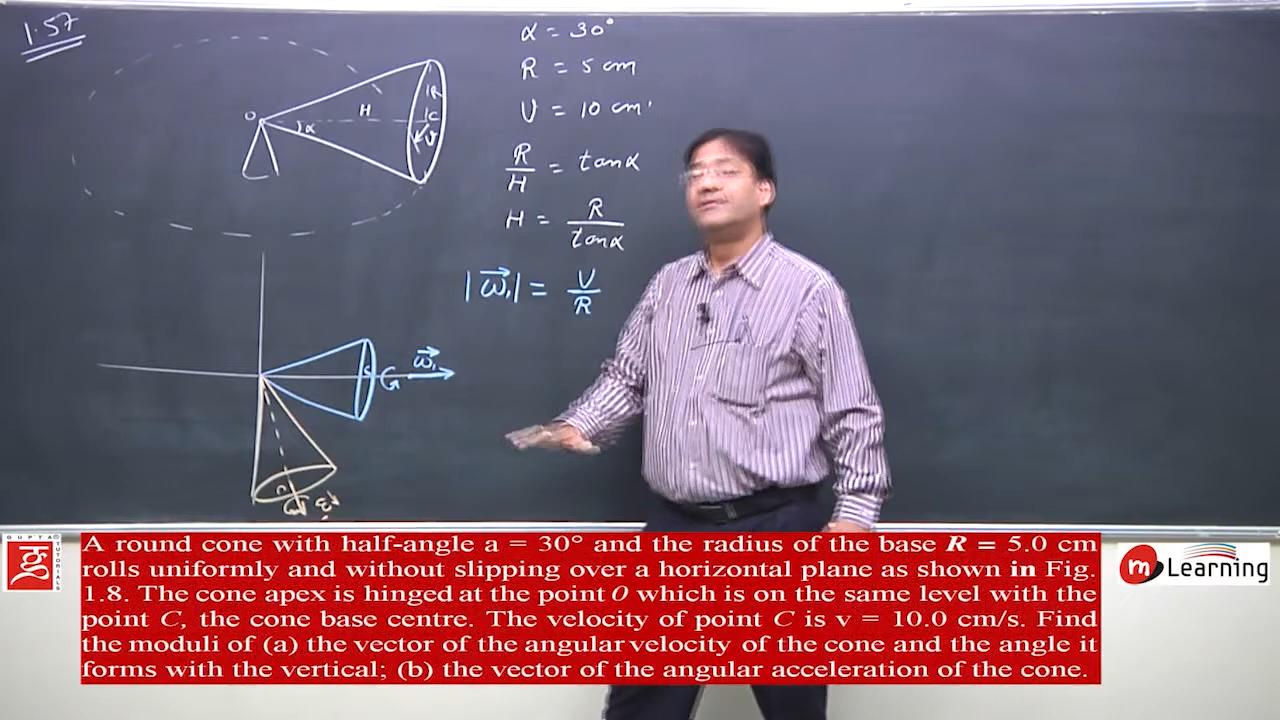 1.57
α = 30°
R = 5 cm
V = 10 cm
R/H = tanα
H = R/tanα
|ω⃗₁| = V/R
O
α
H
R
C
v
C
ω⃗₁
A round cone with half-angle a = 30° and the radius of the base R = 5.0 cm
rolls uniformly and without slipping over a horizontal plane as shown in Fig.
1.8. The cone apex is hinged at the point O which is on the same level with the
point C, the cone base centre. The velocity of point C is v = 10.0 cm/s. Find
the moduli of (a) the vector of the angular velocity of the cone and the angle it
forms with the vertical; (b) the vector of the angular acceleration of the cone.
GUPTA
TUTORIALS
m Learning